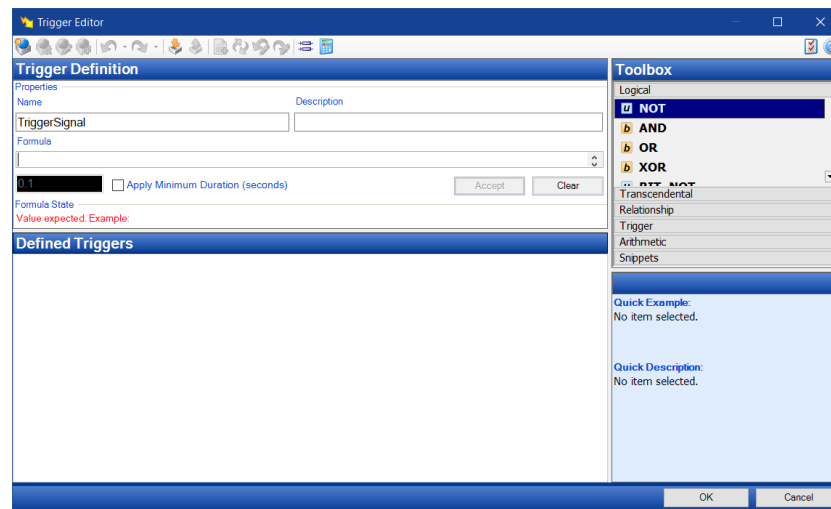 Trigger Editor
Trigger Definition
Properties
Name Description
TriggerSignal
Formula
0.1 Apply Minimum Duration (seconds) Accept Clear
Formula State
Value expected. Example:
Defined Triggers
Toolbox
Logical
u NOT
b AND
b OR
b XOR
u BIT_NOT
Transcendental
Relationship
Trigger
Arithmetic
Snippets
Quick Example:
No item selected.
Quick Description:
No item selected.
OK Cancel